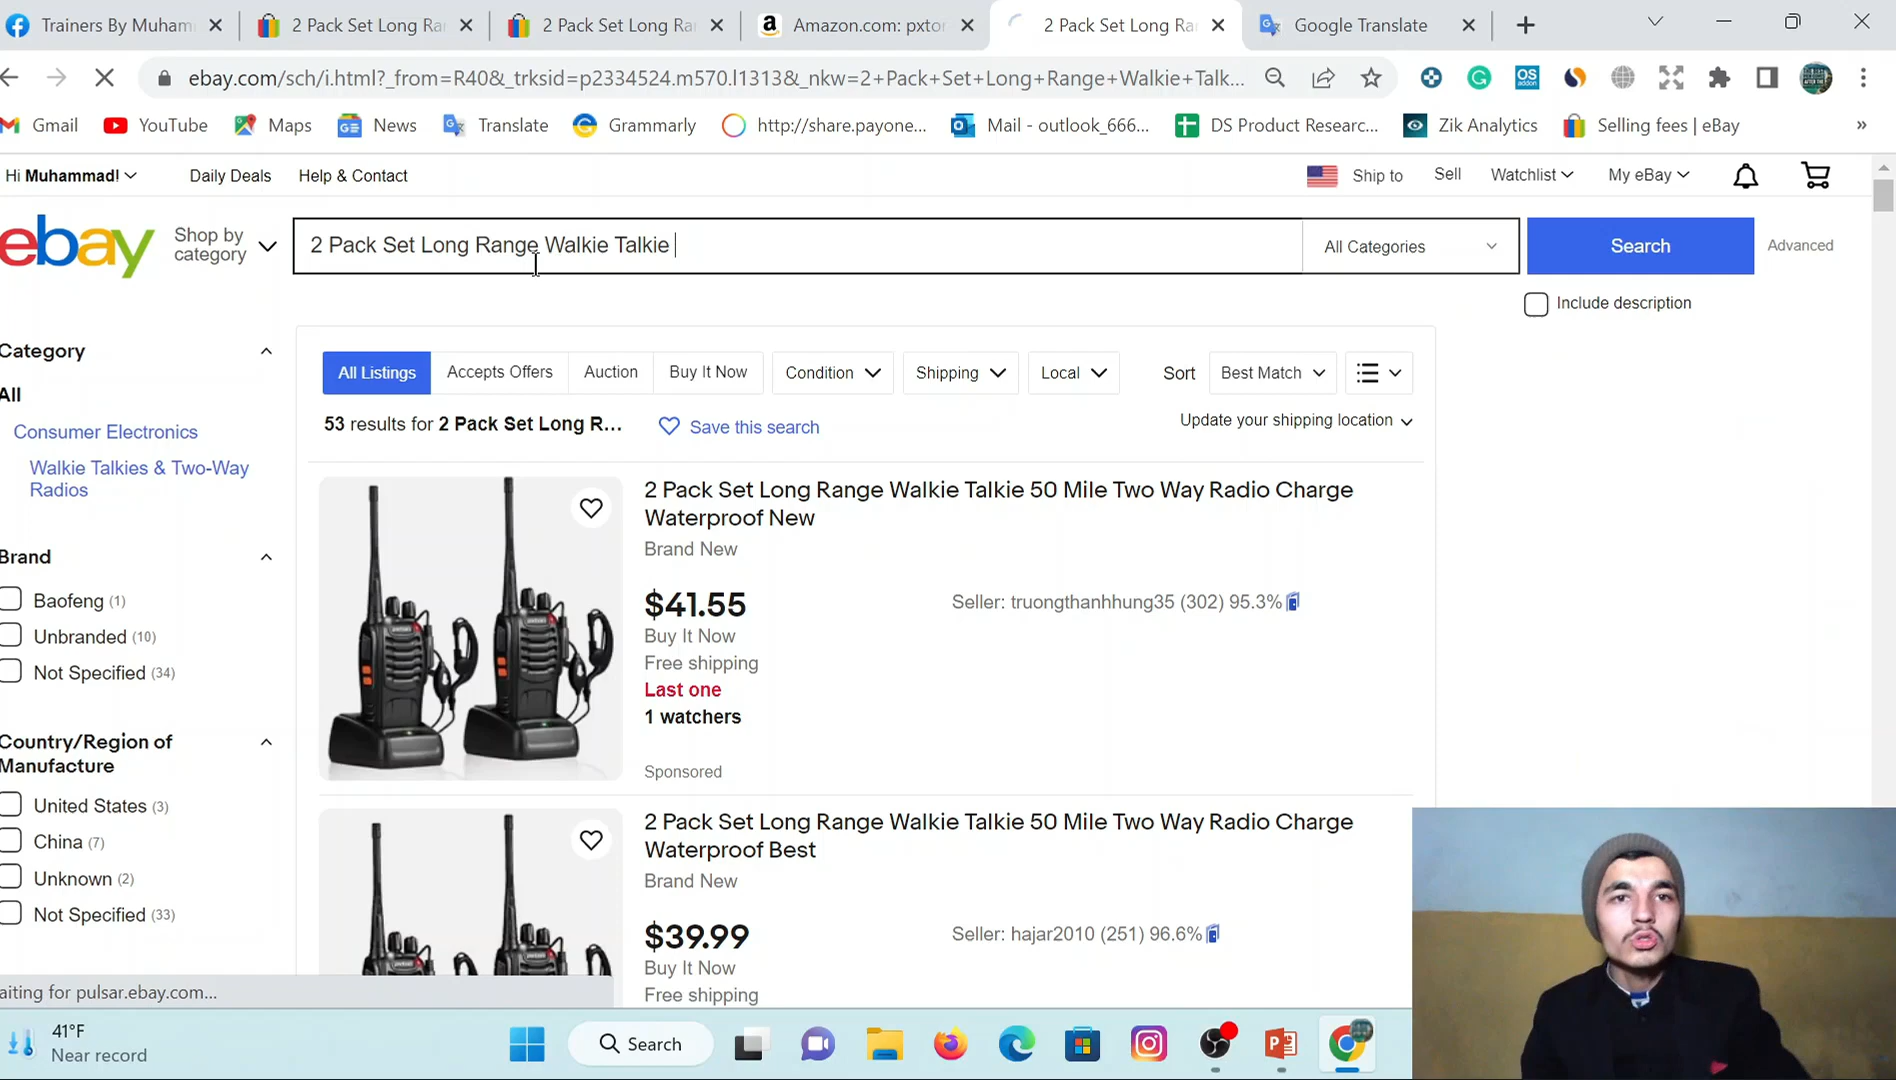 Trainers By Muham
2 Pack Set Long Ra
2 Pack Set Long Ra
Amazon.com: pxtor
2 Pack Set Long Ra
Google Translate
ebay.com/sch/i.html?_from=R40&_trksid=p2334524.m570.l1313&_nkw=2+Pack+Set+Long+Range+Walkie+Talk...
Gmail
YouTube
Maps
News
Translate
Grammarly
http://share.payone...
Mail - outlook_666...
DS Product Researc...
Zik Analytics
Selling fees | eBay
»
Hi Muhammad!
Daily Deals
Help & Contact
Ship to
Sell
Watchlist
My eBay
ebay
Shop by
category
2 Pack Set Long Range Walkie Talkie
All Categories
Search
Advanced
Include description
Category
All
Consumer Electronics
Walkie Talkies & Two-Way
Radios
Brand
Baofeng (1)
Unbranded (10)
Not Specified (34)
Country/Region of
Manufacture
United States (3)
China (7)
Unknown (2)
Not Specified (33)
All Listings
Accepts Offers
Auction
Buy It Now
Condition
Shipping
Local
Sort
Best Match
53 results for 2 Pack Set Long R...
Save this search
Update your shipping location
2 Pack Set Long Range Walkie Talkie 50 Mile Two Way Radio Charge
Waterproof New
Brand New
$41.55
Seller: truongthanhhung35 (302) 95.3%
Buy It Now
Free shipping
Last one
1 watchers
Sponsored
2 Pack Set Long Range Walkie Talkie 50 Mile Two Way Radio Charge
Waterproof Best
Brand New
$39.99
Seller: hajar2010 (251) 96.6%
Buy It Now
Free shipping
aiting for pulsar.ebay.com...
41°F
Near record
Search